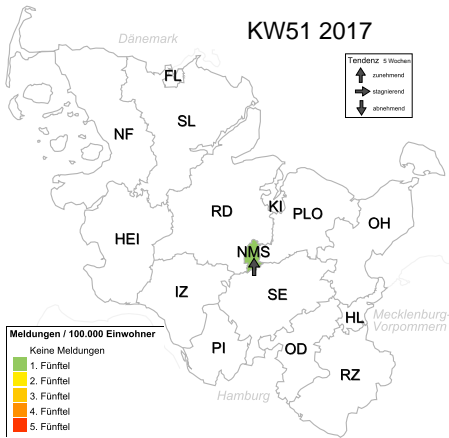 KW51 2017
Dänemark
Tendenz 5 Wochen
zunehmend
stagnierend
abnehmend
FL
SL
NF
RD
KI
PLO
OH
HEI
NMS
IZ
SE
Mecklenburg-
Vorpommern
HL
PI
OD
RZ
Hamburg
Meldungen / 100.000 Einwohner
Keine Meldungen
1. Fünftel
2. Fünftel
3. Fünftel
4. Fünftel
5. Fünftel